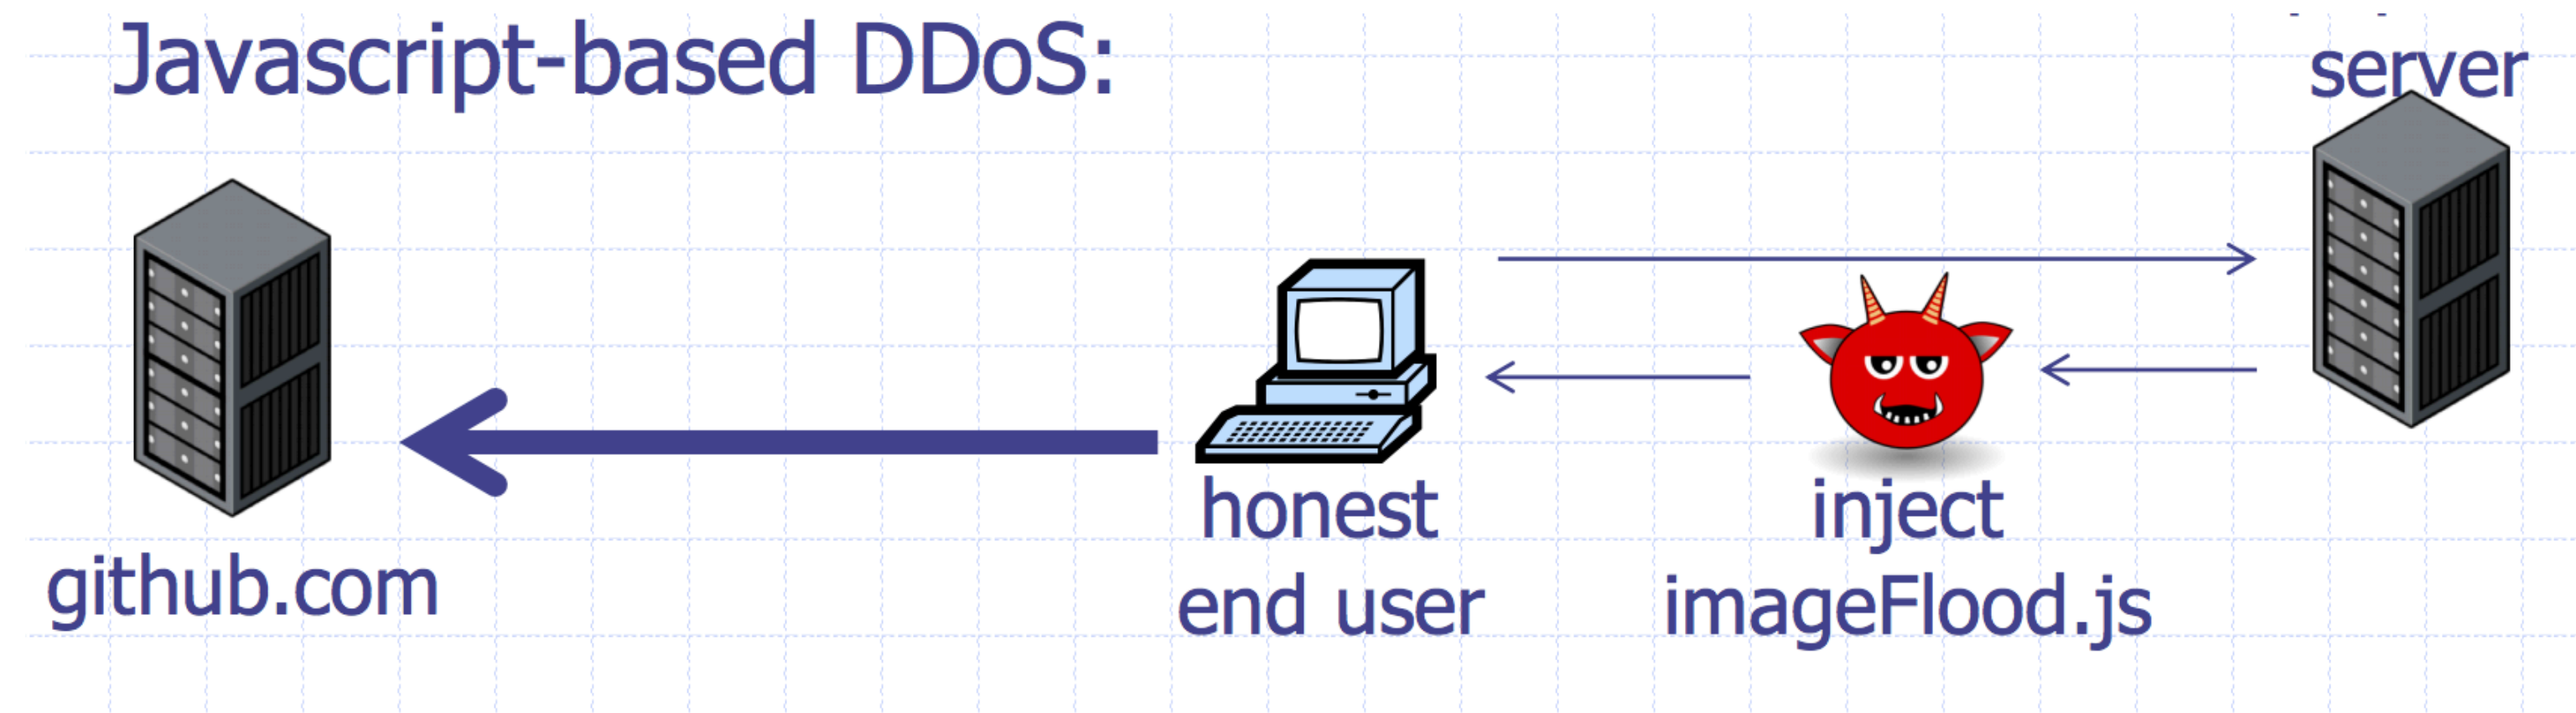 Javascript-based DDoS:
server
github.com
honest
end user
inject
imageFlood.js